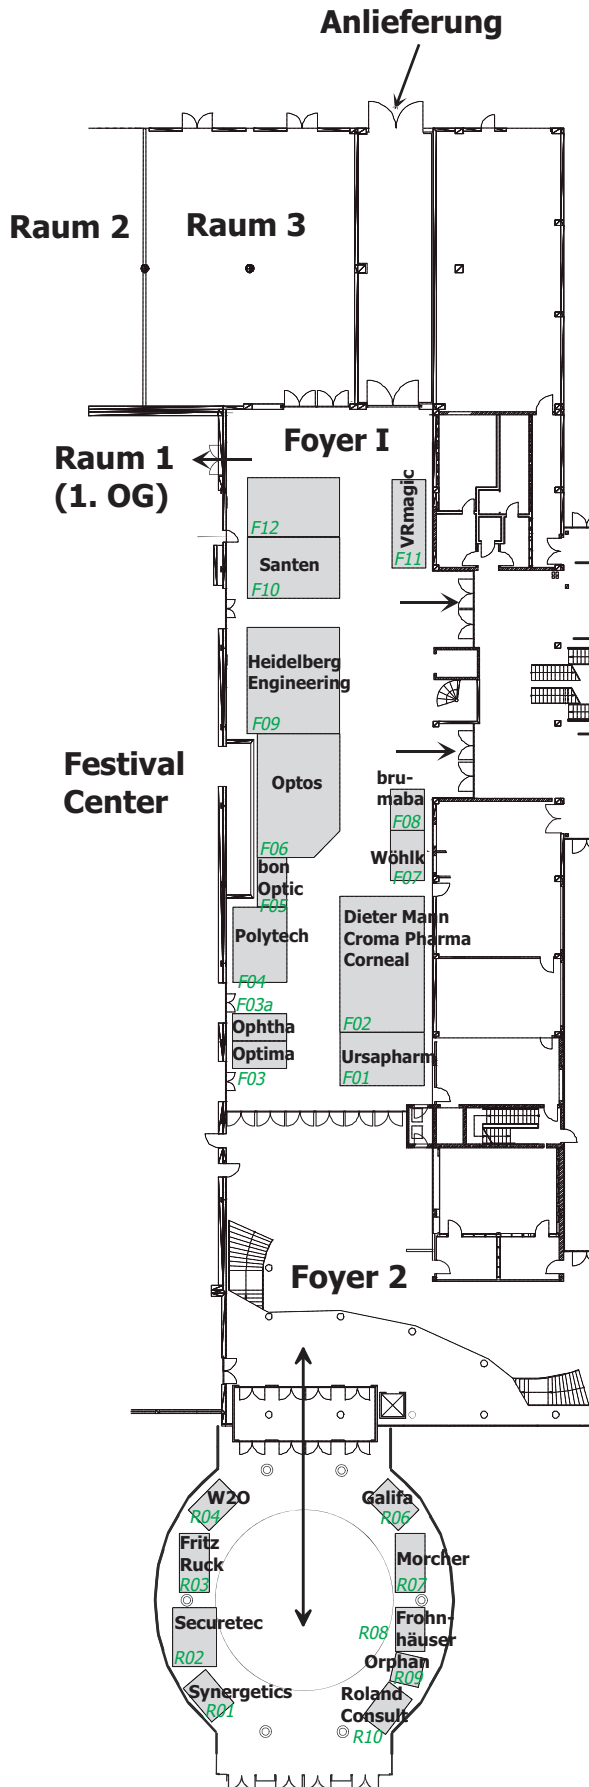 Anlieferung
Raum 2
Raum 3
Foyer I
Raum 1
(1. OG)
F12
VRmagic
F11
Santen
F10
Heidelberg
Engineering
F09
Festival
Center
Optos
F06
bru-
maba
F08
Wöhlk
F07
bon
Optic
F05
Polytech
F04
Dieter Mann
Croma Pharma
Corneal
F02
F03a
Ophtha
Optima
F03
Ursapharm
F01
Foyer 2
W2O
R04
Galifa
R06
Fritz
Ruck
R03
Morcher
R07
Securetec
R02
R08
Frohn-
häuser
Orphan
R09
Synergetics
R01
Roland
Consult
R10